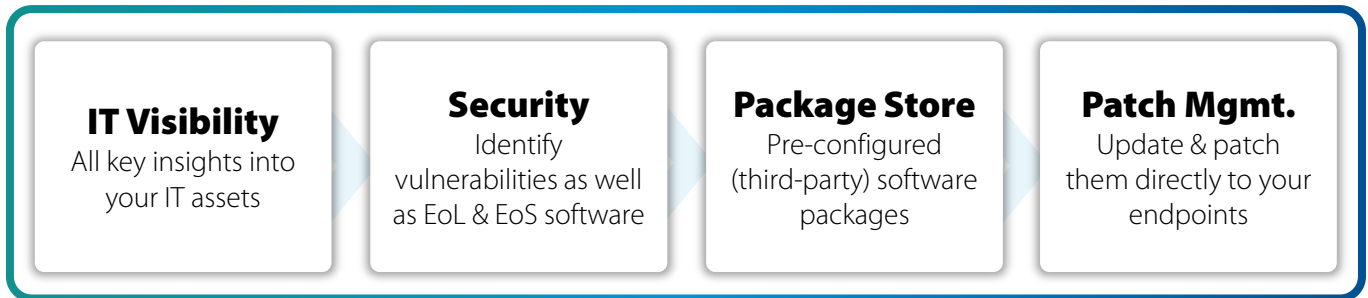 IT Visibility
All key insights into
your IT assets
Security
Identify
vulnerabilities as well
as EoL & EoS software
Package Store
Pre-configured
(third-party) software
packages
Patch Mgmt.
Update & patch
them directly to your
endpoints